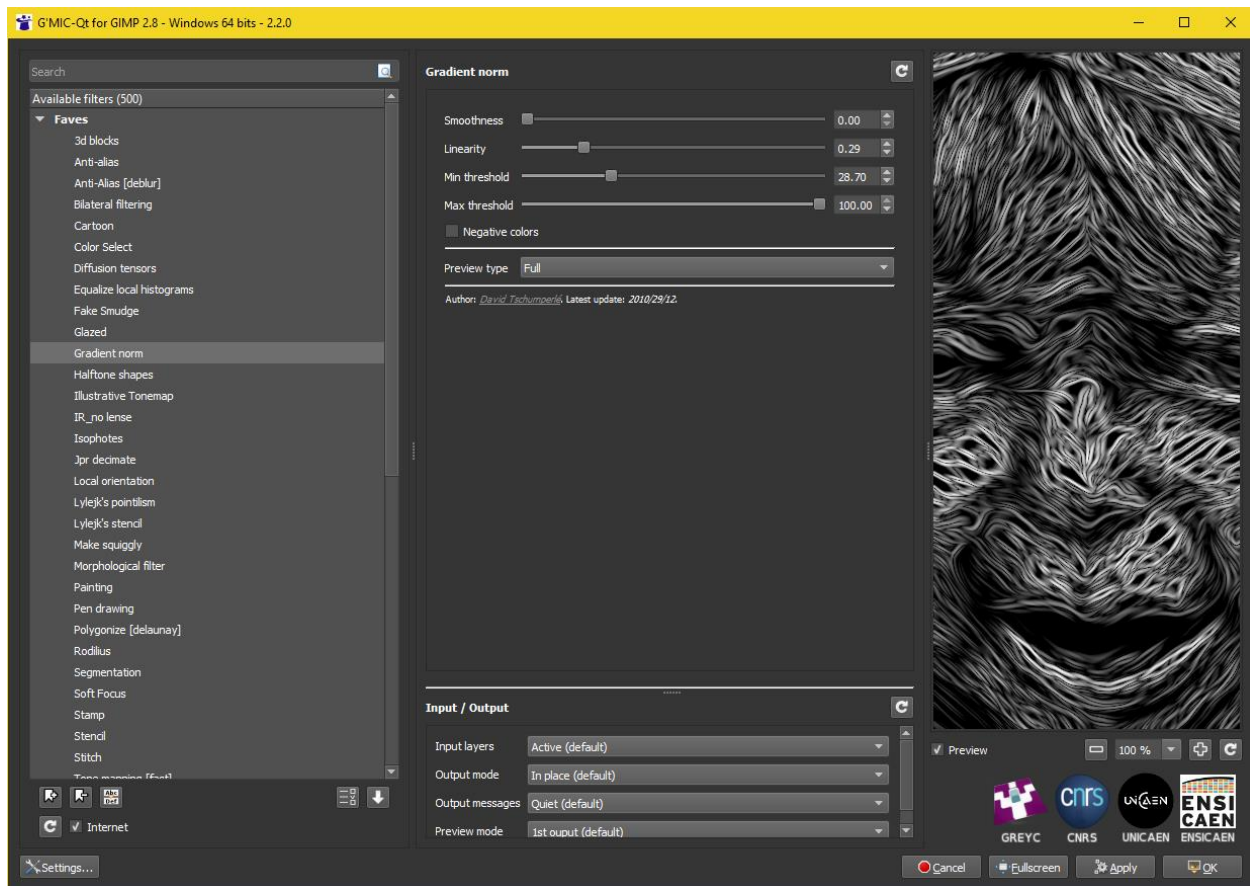 G'MIC-Qt for GIMP 2.8 - Windows 64 bits - 2.2.0
Search
Available filters (500)
Faves
3d blocks
Anti-alias
Anti-Alias [deblur]
Bilateral filtering
Cartoon
Color Select
Diffusion tensors
Equalize local histograms
Fake Smudge
Glazed
Gradient norm
Halftone shapes
Illustrative Tonemap
IR_no lense
Isophotes
Jpr decimate
Local orientation
Lylejk's pointilism
Lylejk's stencil
Make squiggly
Morphological filter
Painting
Pen drawing
Polygonize [delaunay]
Rodilius
Segmentation
Soft Focus
Stamp
Stencil
Stitch
Tone mapping [fast]
Abc
Def
Internet
Settings...
Gradient norm
Smoothness 0.00
Linearity 0.29
Min threshold 28.70
Max threshold 100.00
Negative colors
Preview type Full
Author: David Tschumperlé. Latest update: 2010/29/12.
Input / Output
Input layers Active (default)
Output mode In place (default)
Output messages Quiet (default)
Preview mode 1st ouput (default)
Preview 100 %
cnrs
UNICAEN
ENSI
CAEN
GREYC CNRS UNICAEN ENSICAEN
Cancel Fullscreen Apply OK